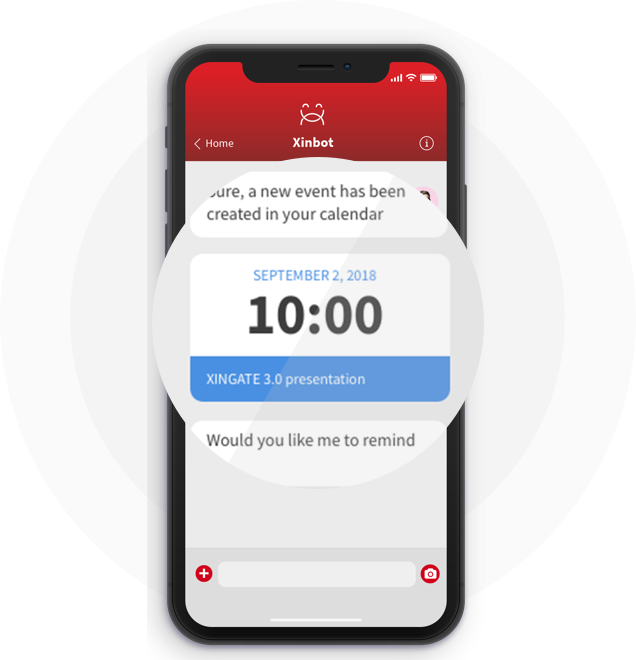 Home
Xinbot
Sure, a new event has been
created in your calendar
SEPTEMBER 2, 2018
10:00
XINGATE 3.0 presentation
Would you like me to remind